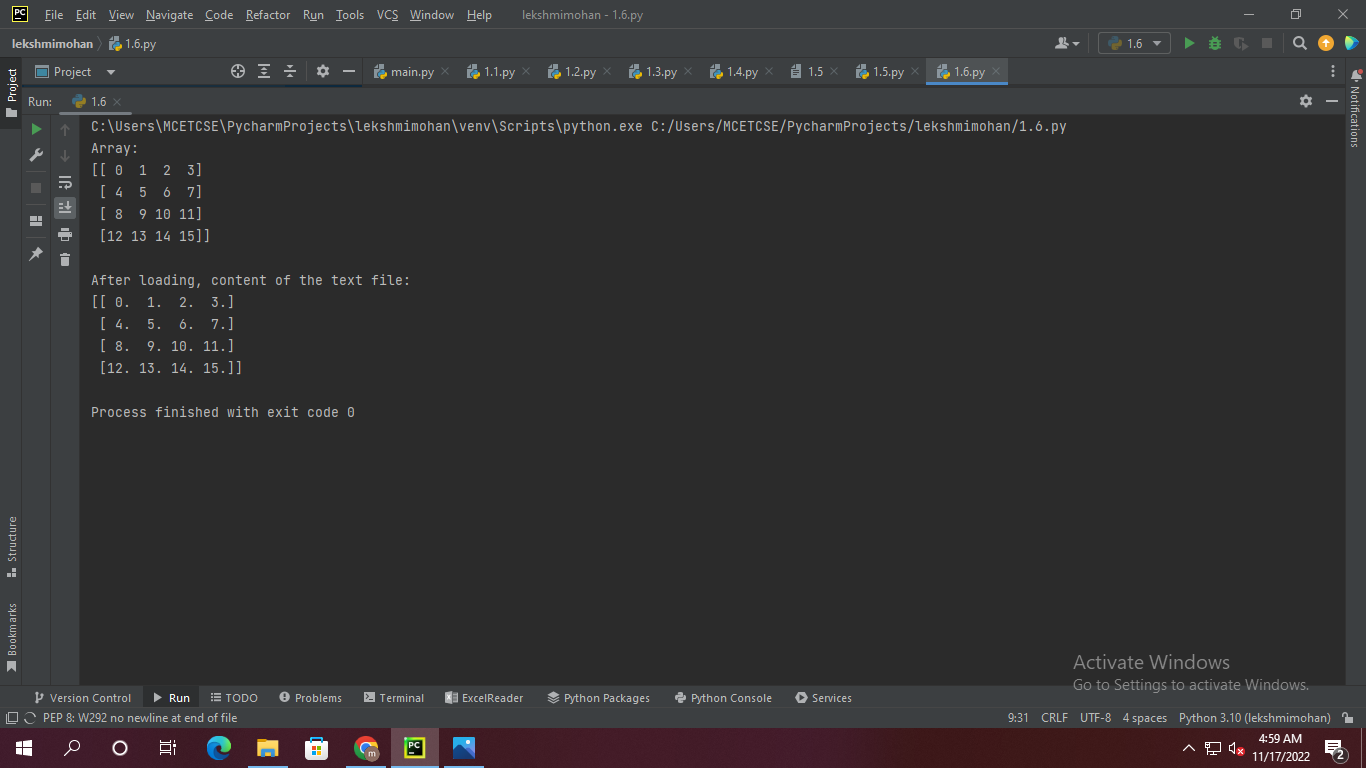 PC File Edit View Navigate Code Refactor Run Tools VCS Window Help lekshmimohan - 1.6.py
lekshmimohan 1.6.py 1.6
Project Project main.py 1.1.py 1.2.py 1.3.py 1.4.py 1.5 1.5.py 1.6.py
Notifications
Run: 1.6
C:\Users\MCETCSE\PycharmProjects\lekshmimohan\venv\Scripts\python.exe C:/Users/MCETCSE/PycharmProjects/lekshmimohan/1.6.py
Array:
[[ 0  1  2  3]
 [ 4  5  6  7]
 [ 8  9 10 11]
 [12 13 14 15]]
After loading, content of the text file:
[[ 0.  1.  2.  3.]
 [ 4.  5.  6.  7.]
 [ 8.  9. 10. 11.]
 [12. 13. 14. 15.]]
Process finished with exit code 0
Structure
Bookmarks
Activate Windows
Go to Settings to activate Windows.
Version Control Run TODO Problems Terminal ExcelReader Python Packages Python Console Services
PEP 8: W292 no newline at end of file 9:31 CRLF UTF-8 4 spaces Python 3.10 (lekshmimohan)
m PC 4:59 AM
11/17/2022 2